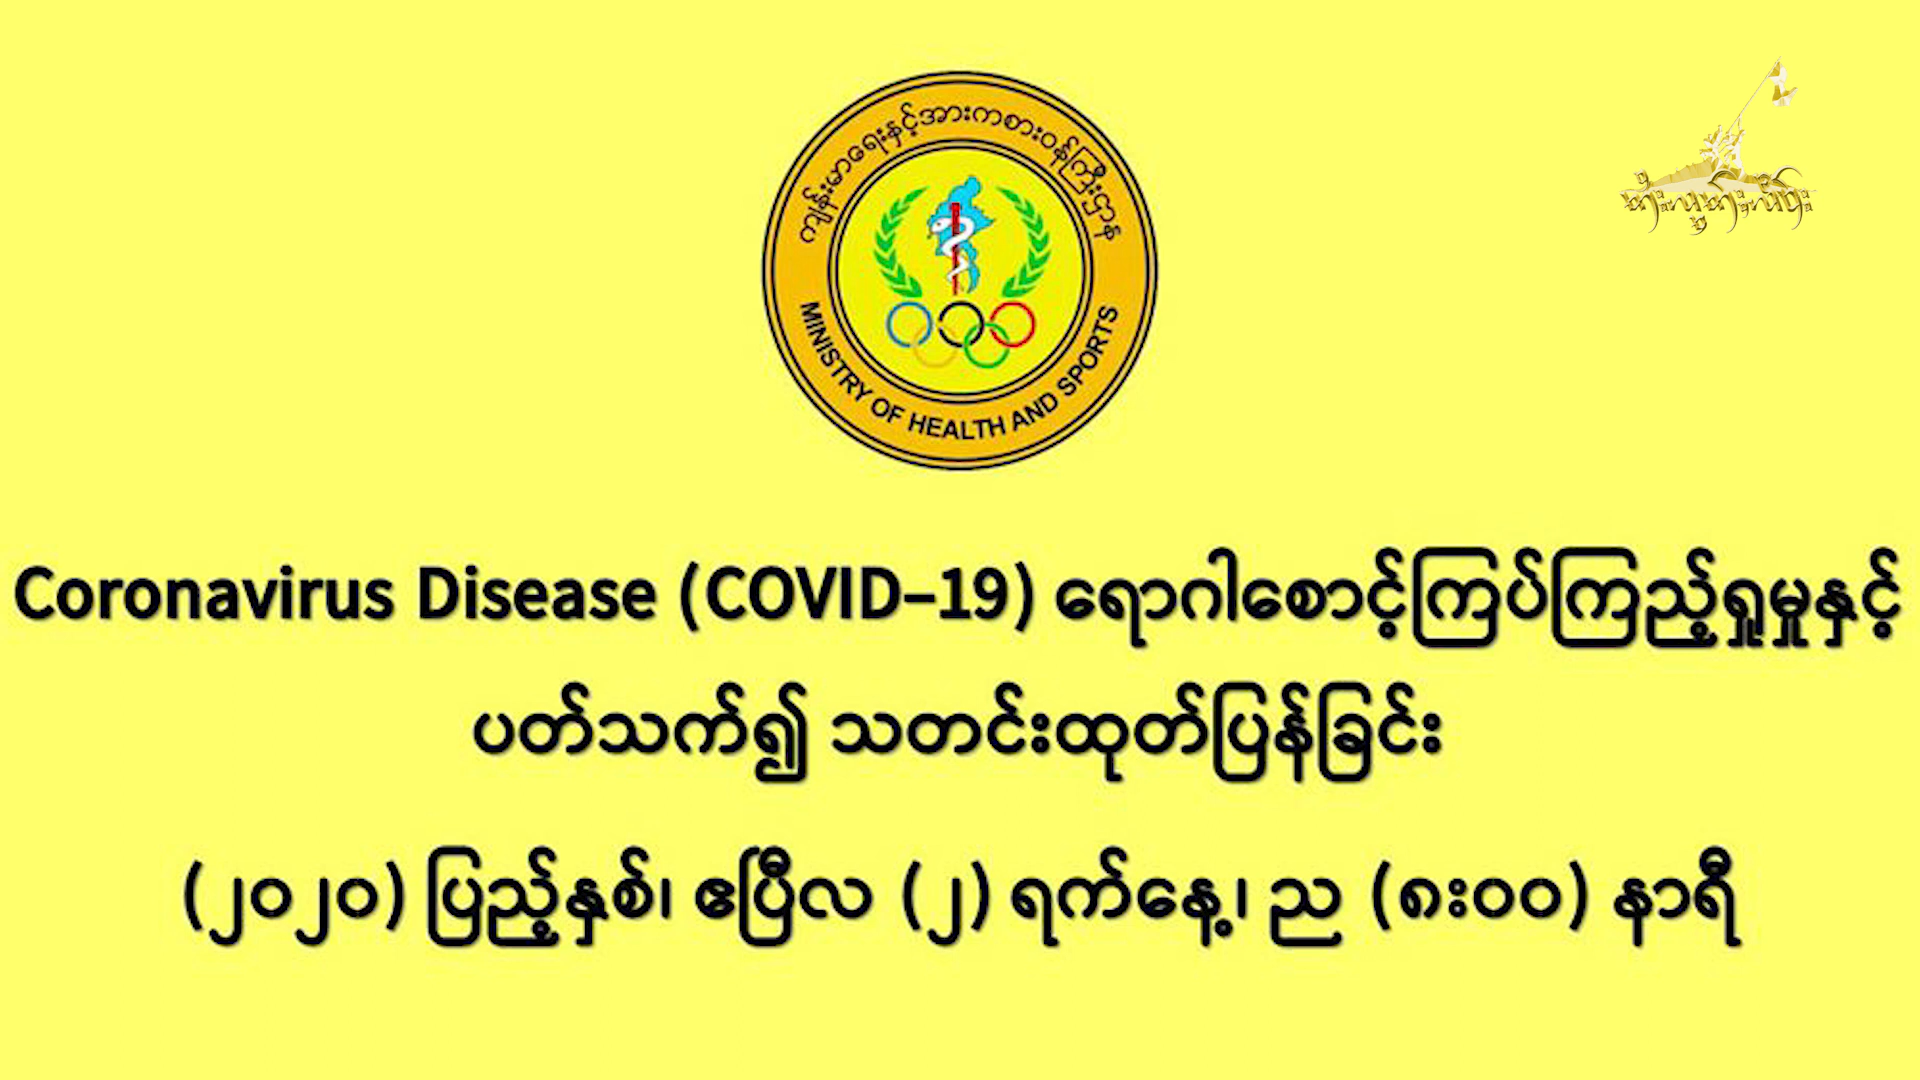 ကျန်းမာရေးနှင့်အားကစားဝန်ကြီးဌာန
MINISTRY OF HEALTH AND SPORTS
Coronavirus Disease (COVID-19) ရောဂါစောင့်ကြပ်ကြည့်ရှုမှုနှင့်
ပတ်သက်၍ သတင်းထုတ်ပြန်ခြင်း
(၂၀၂၀) ပြည့်နှစ်၊ ဧပြီလ (၂) ရက်နေ့၊ ည (၈း၀၀) နာရီ